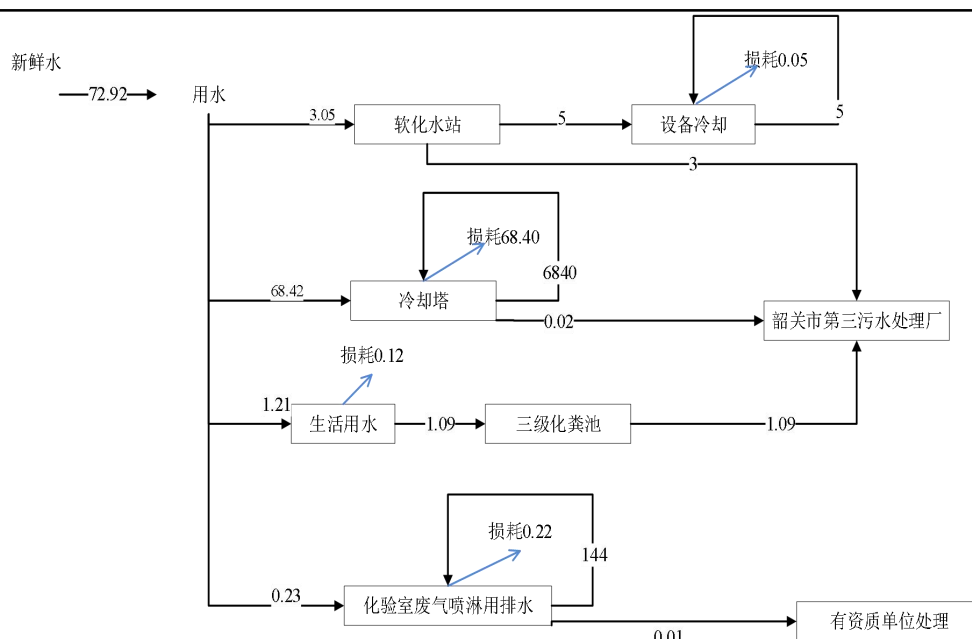 新鲜水
72.92
用水
损耗0.05
3.05
软化水站
5
设备冷却
5
3
损耗68.40
6840
68.42
冷却塔
0.02
韶关市第三污水处理厂
损耗0.12
1.21
生活用水
1.09
三级化粪池
1.09
损耗0.22
144
0.23
化验室废气喷淋用排水
0.01
有资质单位处理